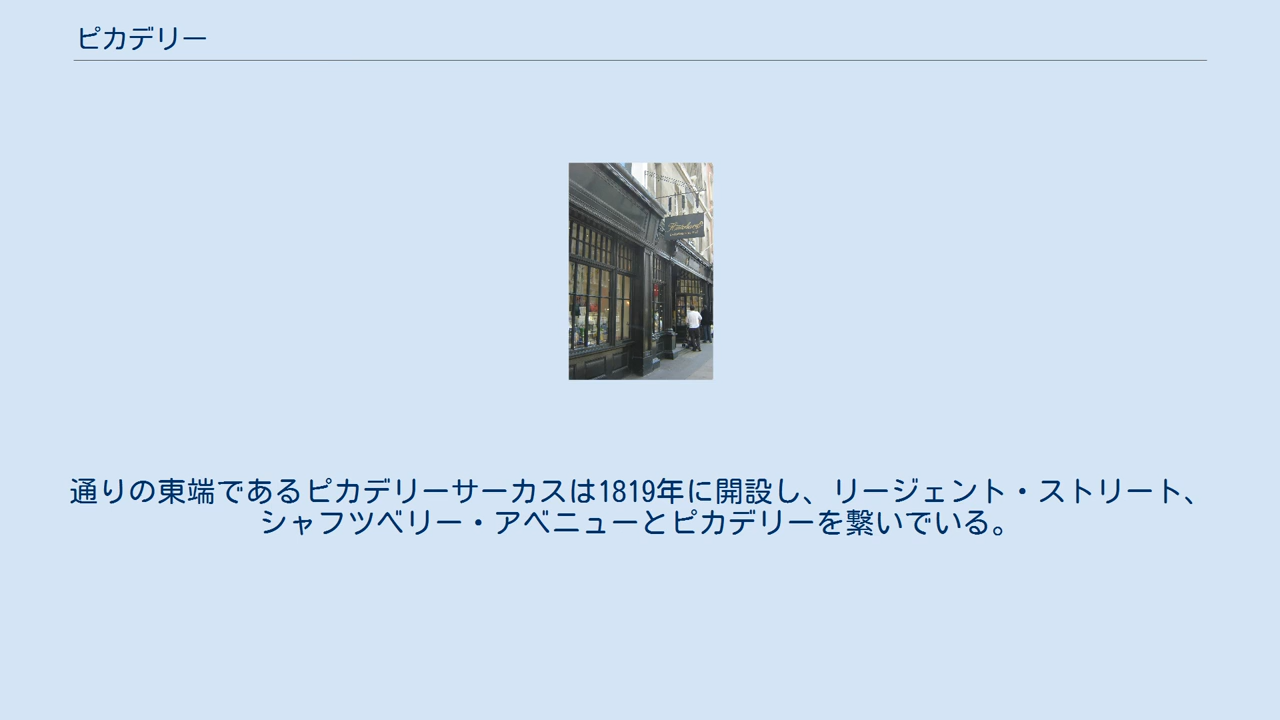 ピカデリー
通りの東端であるピカデリーサーカスは1819年に開設し、リージェント・ストリート、
シャフツベリー・アベニューとピカデリーを繋いでいる。